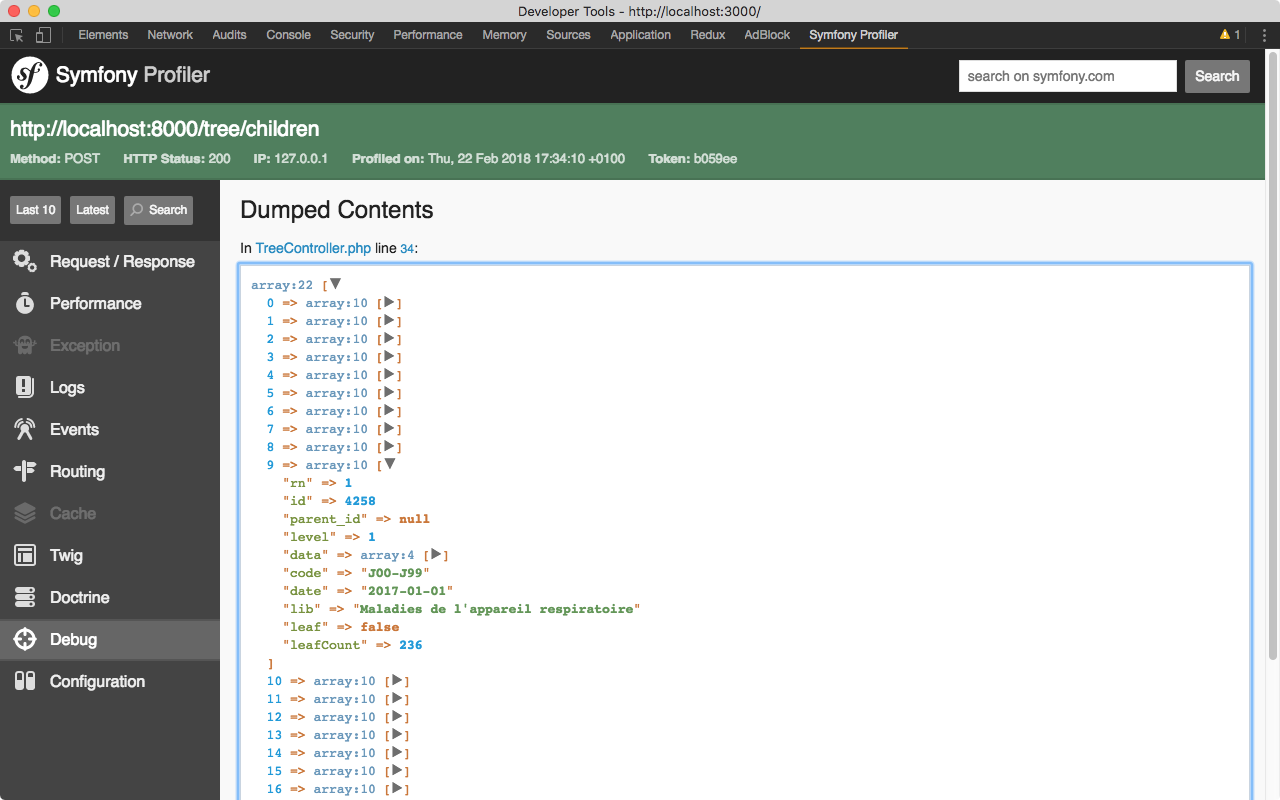 Developer Tools - http://localhost:3000/
Elements Network Audits Console Security Performance Memory Sources Application Redux AdBlock Symfony Profiler 1
sf Symfony Profiler search on symfony.com Search
http://localhost:8000/tree/children
Method: POST HTTP Status: 200 IP: 127.0.0.1 Profiled on: Thu, 22 Feb 2018 17:34:10 +0100 Token: b059ee
Last 10 Latest Search
Request / Response
Performance
Exception
Logs
Events
Routing
Cache
Twig
Doctrine
Debug
Configuration
Dumped Contents
In TreeController.php line 34:
array:22 [▼
0 => array:10 [▶]
1 => array:10 [▶]
2 => array:10 [▶]
3 => array:10 [▶]
4 => array:10 [▶]
5 => array:10 [▶]
6 => array:10 [▶]
7 => array:10 [▶]
8 => array:10 [▶]
9 => array:10 [▼
"rn" => 1
"id" => 4258
"parent_id" => null
"level" => 1
"data" => array:4 [▶]
"code" => "J00-J99"
"date" => "2017-01-01"
"lib" => "Maladies de l'appareil respiratoire"
"leaf" => false
"leafCount" => 236
]
10 => array:10 [▶]
11 => array:10 [▶]
12 => array:10 [▶]
13 => array:10 [▶]
14 => array:10 [▶]
15 => array:10 [▶]
16 => array:10 [▶]